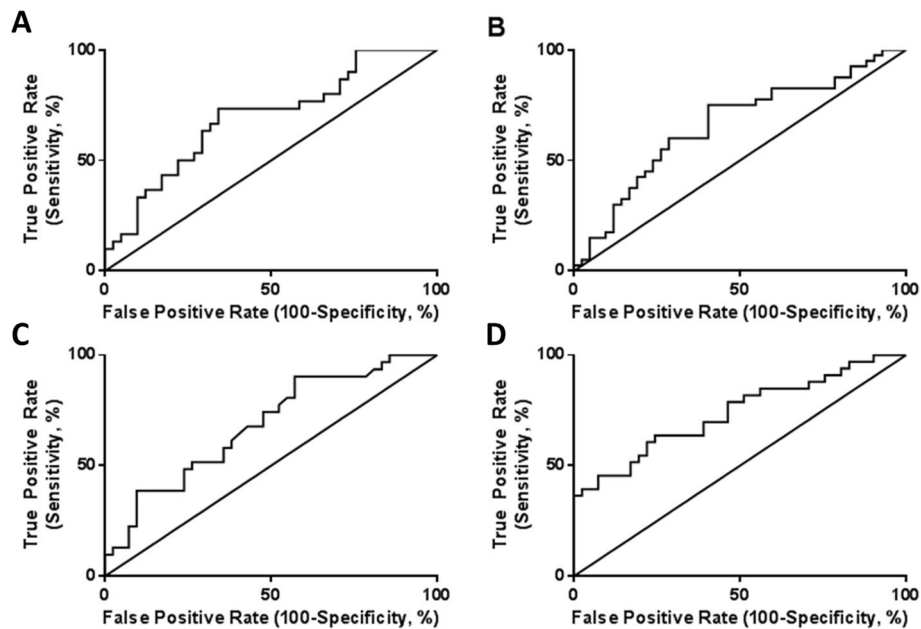 A
True Positive Rate
(Sensitivity, %)
100
50
0
0
50
100
False Positive Rate (100-Specificity, %)
B
True Positive Rate
(Sensitivity, %)
100
50
0
0
50
100
False Positive Rate (100-Specificity, %)
C
True Positive Rate
(Sensitivity, %)
100
50
0
0
50
100
False Positive Rate (100-Specificity, %)
D
True Positive Rate
(Sensitivity, %)
100
50
0
0
50
100
False Positive Rate (100-Specificity, %)